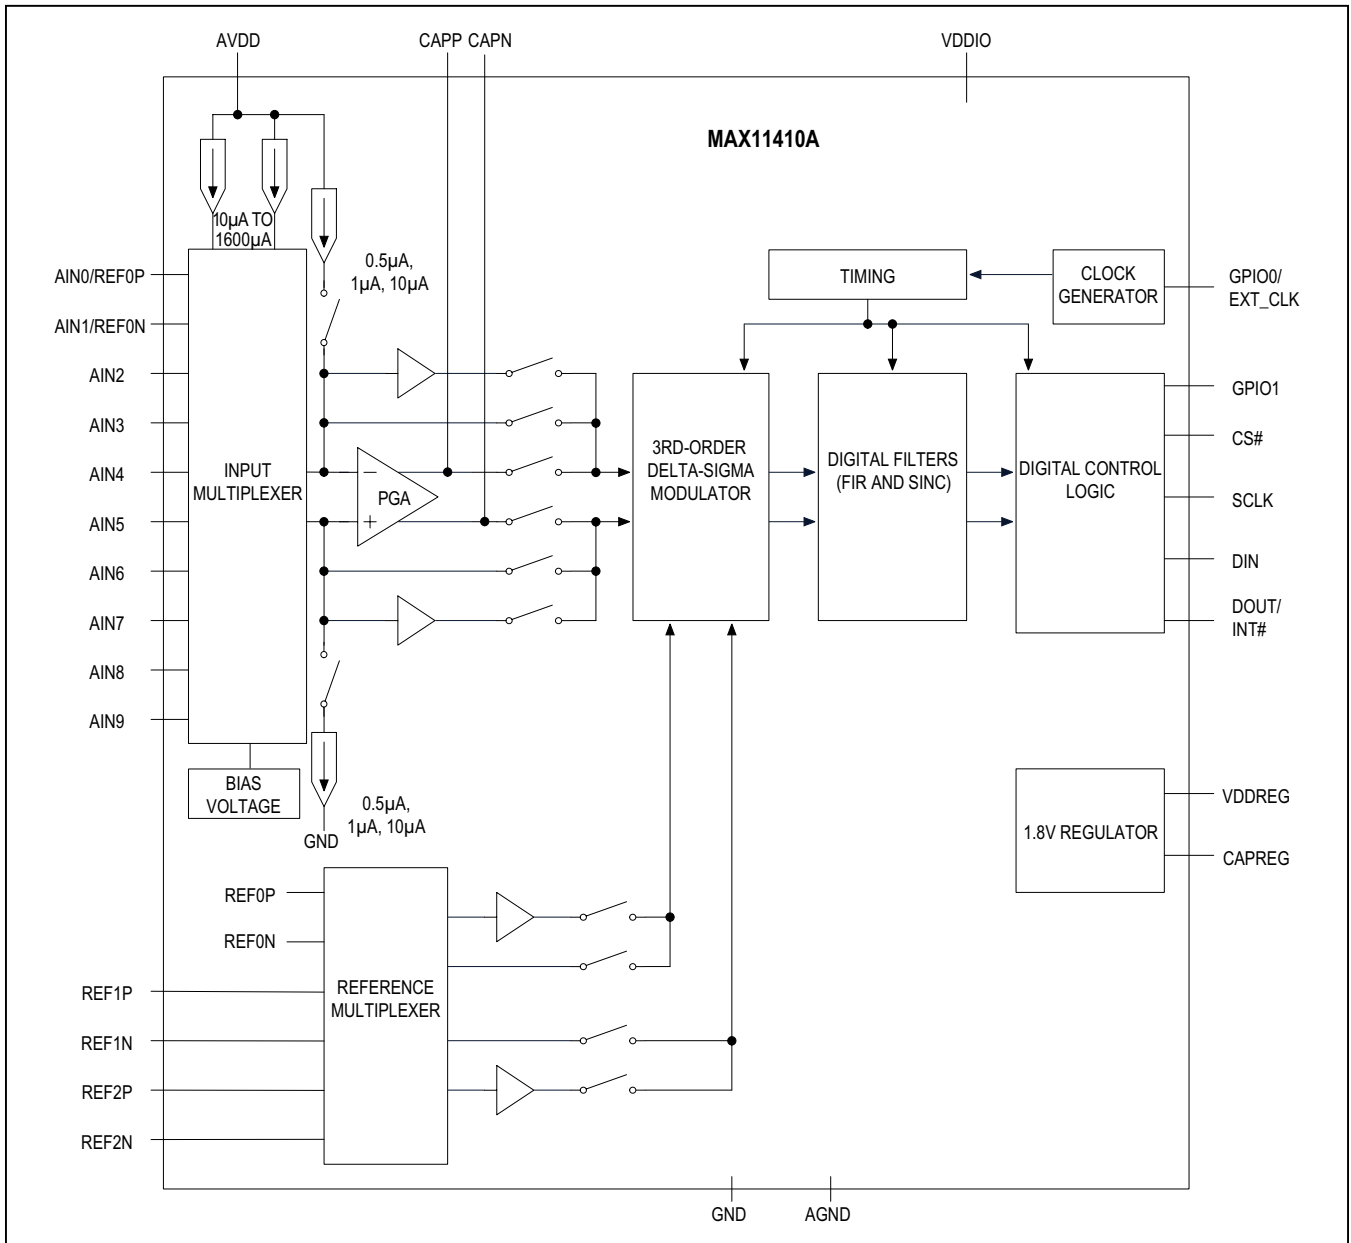 AVDD
CAPP CAPN
VDDIO
MAX11410A
10µA TO
1600µA
0.5µA,
1µA, 10µA
AIN0/REF0P
AIN1/REF0N
AIN2
AIN3
AIN4
AIN5
AIN6
AIN7
AIN8
AIN9
INPUT
MULTIPLEXER
PGA
BIAS
VOLTAGE
0.5µA,
1µA, 10µA
GND
TIMING
CLOCK
GENERATOR
GPIO0/
EXT_CLK
3RD-ORDER
DELTA-SIGMA
MODULATOR
DIGITAL FILTERS
(FIR AND SINC)
DIGITAL CONTROL
LOGIC
GPIO1
CS#
SCLK
DIN
DOUT/
INT#
1.8V REGULATOR
VDDREG
CAPREG
REF0P
REF0N
REF1P
REF1N
REF2P
REF2N
REFERENCE
MULTIPLEXER
GND
AGND